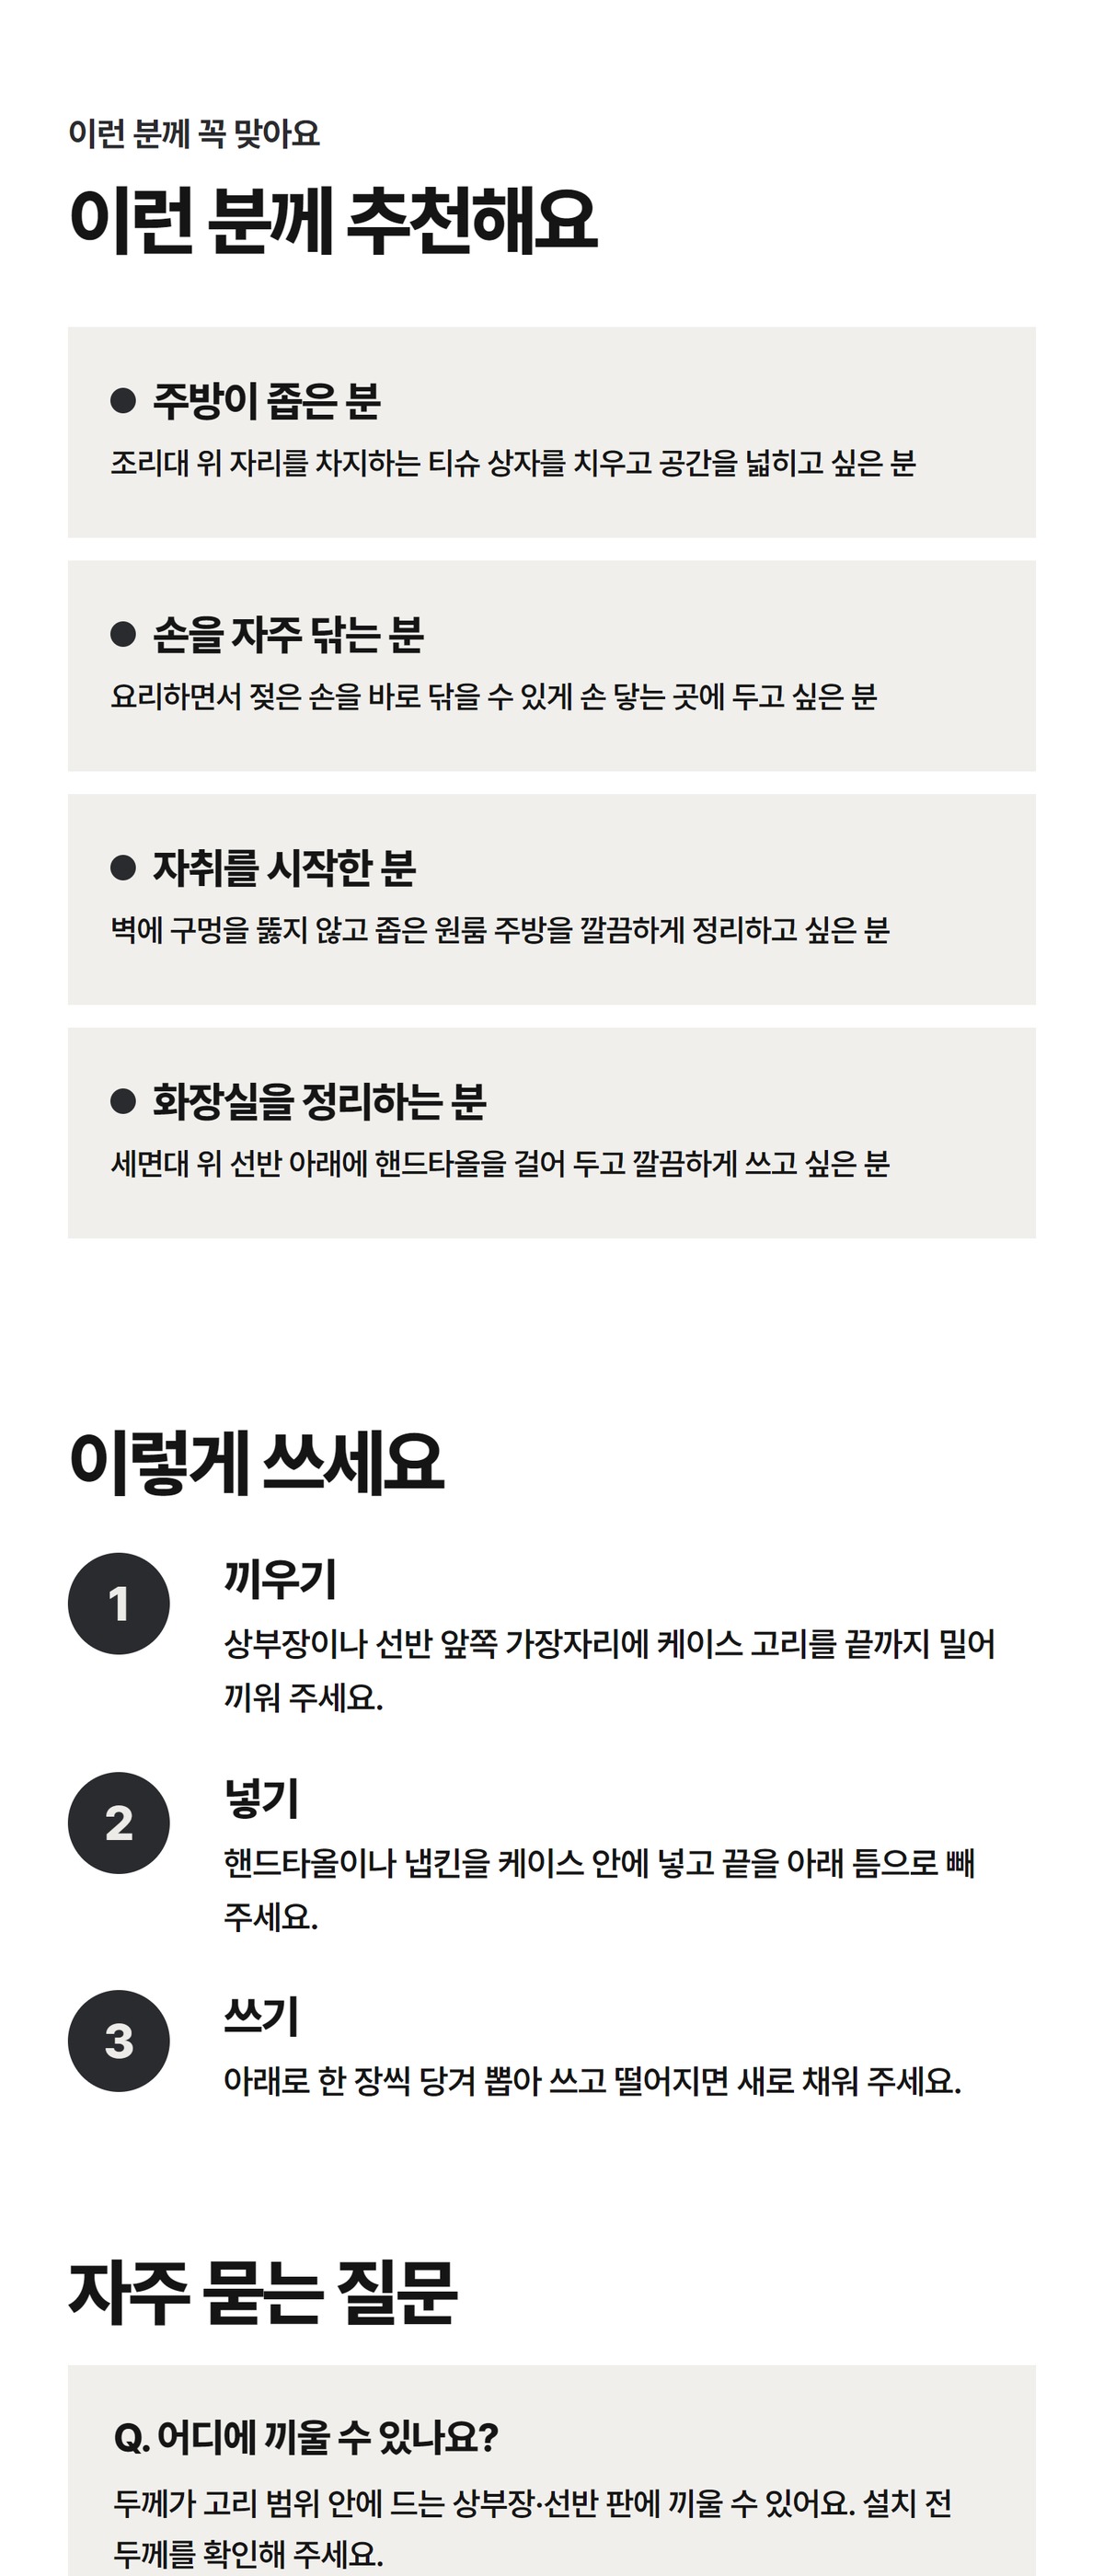 이런 분께 꼭 맞아요
이런 분께 추천해요
주방이 좁은 분
조리대 위 자리를 차지하는 티슈 상자를 치우고 공간을 넓히고 싶은 분
손을 자주 닦는 분
요리하면서 젖은 손을 바로 닦을 수 있게 손 닿는 곳에 두고 싶은 분
자취를 시작한 분
벽에 구멍을 뚫지 않고 좁은 원룸 주방을 깔끔하게 정리하고 싶은 분
화장실을 정리하는 분
세면대 위 선반 아래에 핸드타올을 걸어 두고 깔끔하게 쓰고 싶은 분
이렇게 쓰세요
1
끼우기
상부장이나 선반 앞쪽 가장자리에 케이스 고리를 끝까지 밀어
끼워 주세요.
2
넣기
핸드타올이나 냅킨을 케이스 안에 넣고 끝을 아래 틈으로 빼
주세요.
3
쓰기
아래로 한 장씩 당겨 뽑아 쓰고 떨어지면 새로 채워 주세요.
자주 묻는 질문
Q. 어디에 끼울 수 있나요?
두께가 고리 범위 안에 드는 상부장·선반 판에 끼울 수 있어요. 설치 전
두께를 확인해 주세요.